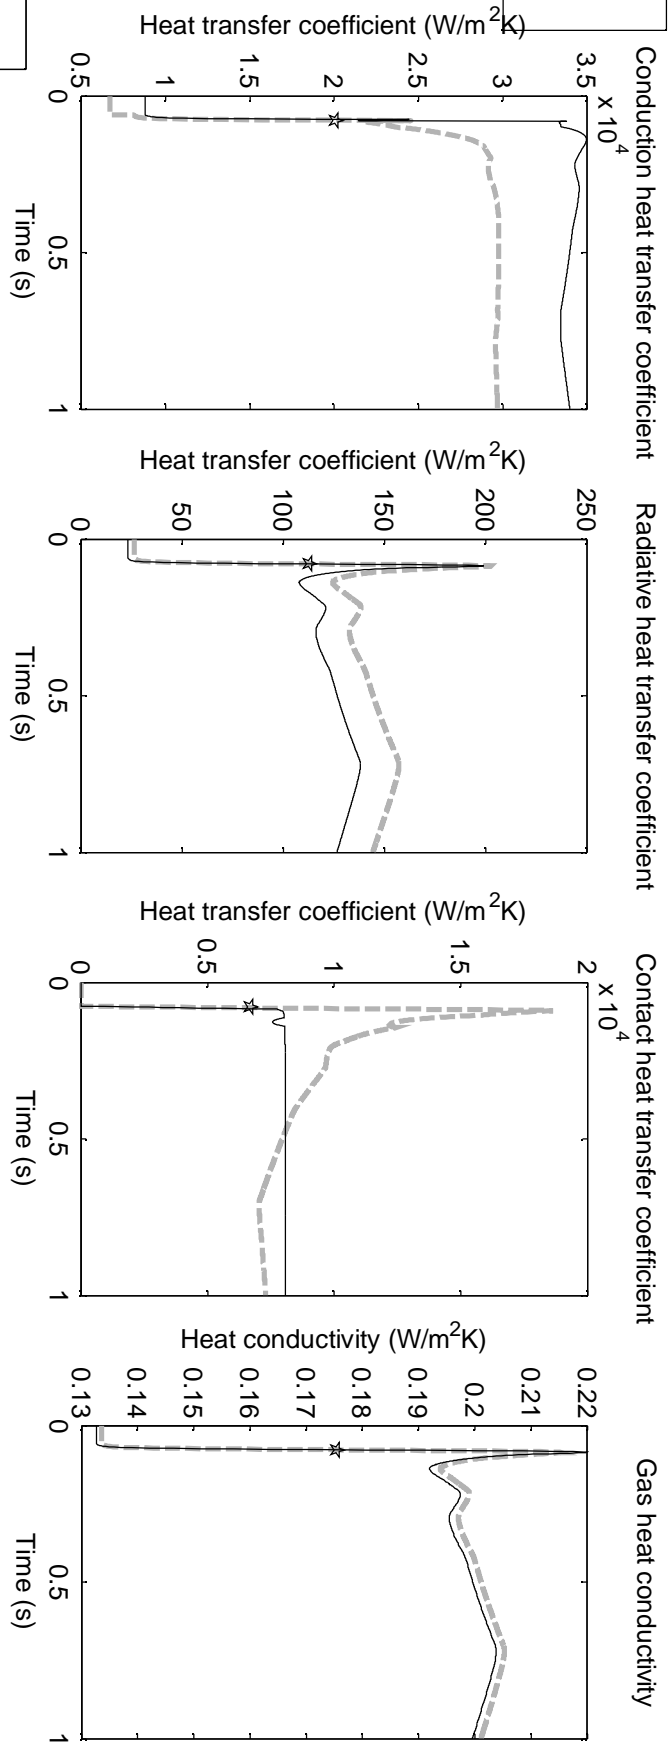 Conduction heat transfer coefficient
x 10^4
3.5
3
2.5
2
1.5
1
0.5
Heat transfer coefficient (W/m^2K)
0
0.5
1
Time (s)
Radiative heat transfer coefficient
250
200
150
100
50
0
Heat transfer coefficient (W/m^2K)
0
0.5
1
Time (s)
Contact heat transfer coefficient
x 10^4
2
1.5
1
0.5
0
Heat transfer coefficient (W/m^2K)
0
0.5
1
Time (s)
Gas heat conductivity
0.22
0.21
0.2
0.19
0.18
0.17
0.16
0.15
0.14
0.13
Heat conductivity (W/m^2K)
0
0.5
1
Time (s)